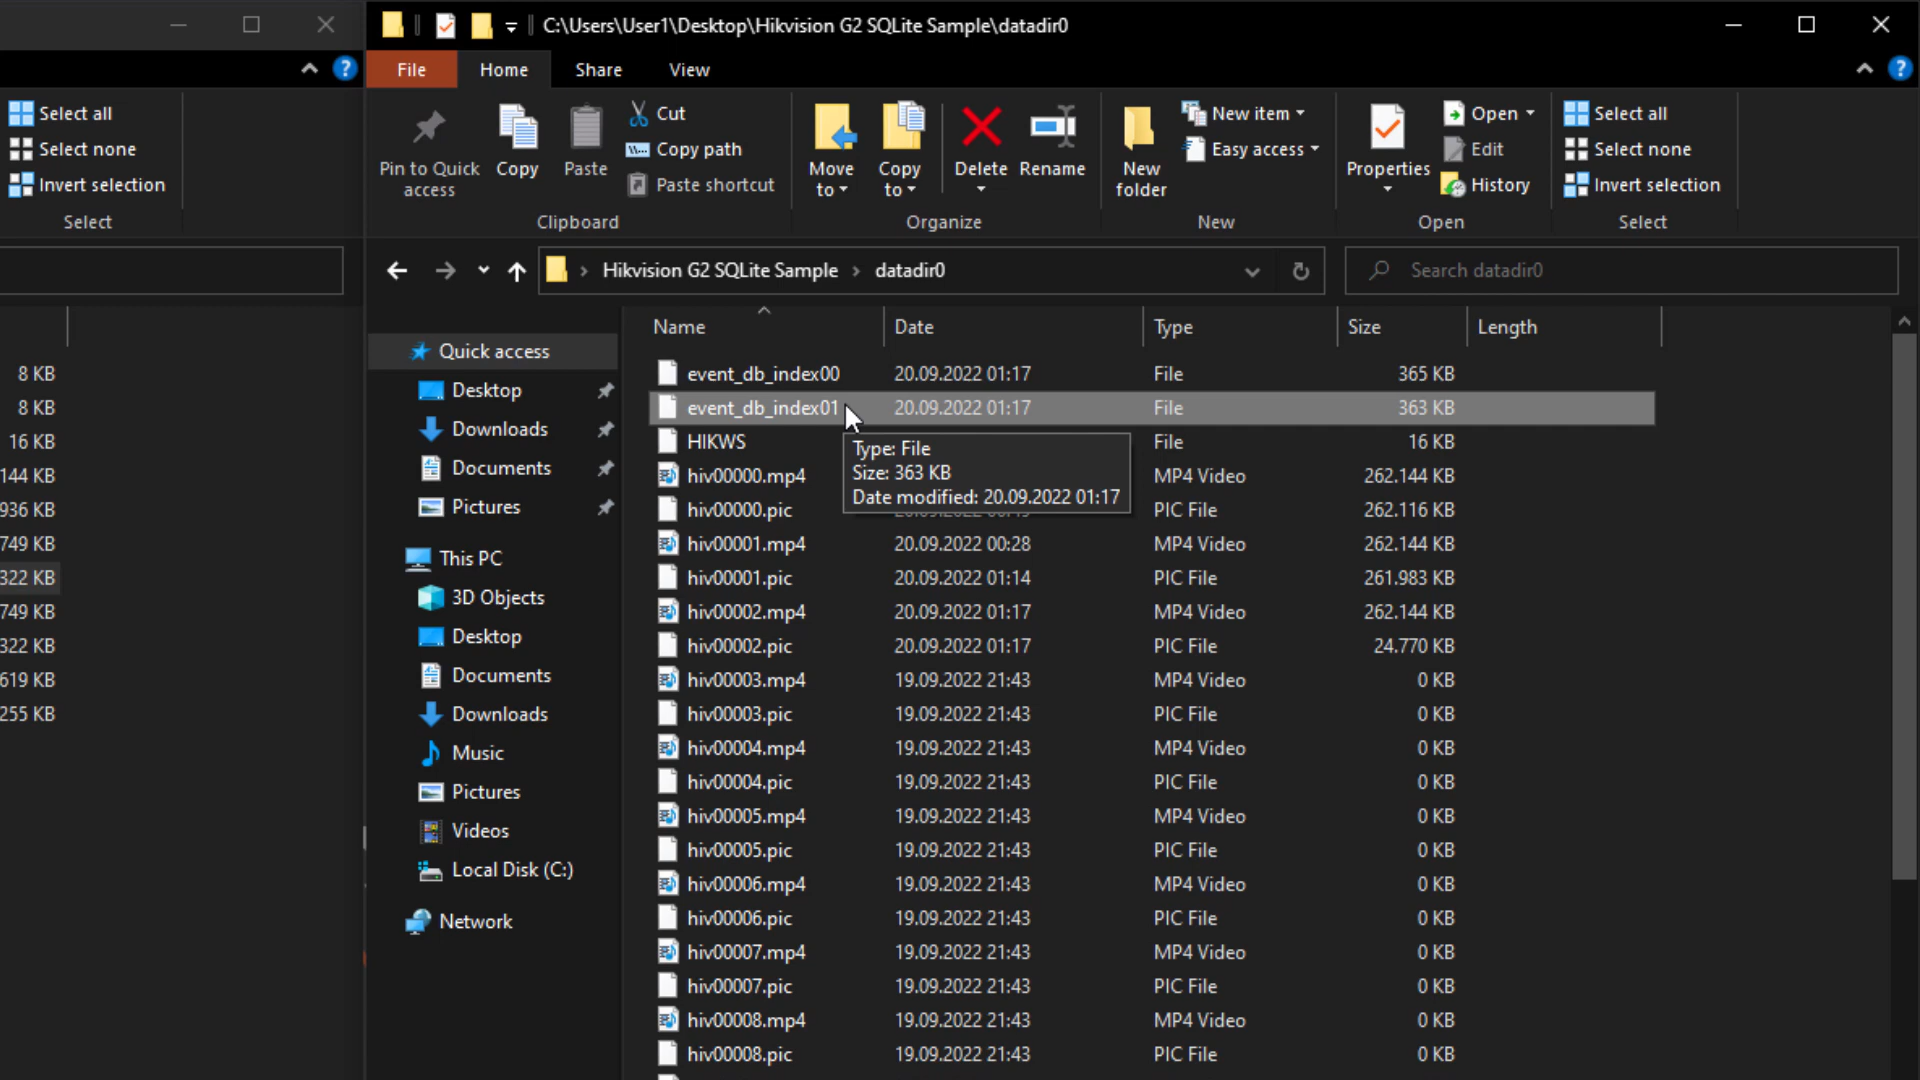 C:\Users\User1\Desktop\Hikvision G2 SQLite Sample\datadir0
File Home Share View
Select all
Select none
Invert selection
Select
Pin to Quick access
Copy
Paste
Cut
Copy path
Paste shortcut
Clipboard
Move to
Copy to
Delete
Rename
Organize
New folder
New item
Easy access
New
Properties
Open
Edit
History
Open
Select all
Select none
Invert selection
Select
Hikvision G2 SQLite Sample datadir0
Search datadir0
8 KB
8 KB
16 KB
144 KB
936 KB
749 KB
322 KB
749 KB
322 KB
619 KB
255 KB
Quick access
Desktop
Downloads
Documents
Pictures
This PC
3D Objects
Desktop
Documents
Downloads
Music
Pictures
Videos
Local Disk (C:)
Network
Name Date Type Size Length
event_db_index00 20.09.2022 01:17 File 365 KB
event_db_index01 20.09.2022 01:17 File 363 KB
HIKWS File 16 KB
hiv00000.mp4 MP4 Video 262.144 KB
hiv00000.pic PIC File 262.116 KB
hiv00001.mp4 20.09.2022 00:28 MP4 Video 262.144 KB
hiv00001.pic 20.09.2022 01:14 PIC File 261.983 KB
hiv00002.mp4 20.09.2022 01:17 MP4 Video 262.144 KB
hiv00002.pic 20.09.2022 01:17 PIC File 24.770 KB
hiv00003.mp4 19.09.2022 21:43 MP4 Video 0 KB
hiv00003.pic 19.09.2022 21:43 PIC File 0 KB
hiv00004.mp4 19.09.2022 21:43 MP4 Video 0 KB
hiv00004.pic 19.09.2022 21:43 PIC File 0 KB
hiv00005.mp4 19.09.2022 21:43 MP4 Video 0 KB
hiv00005.pic 19.09.2022 21:43 PIC File 0 KB
hiv00006.mp4 19.09.2022 21:43 MP4 Video 0 KB
hiv00006.pic 19.09.2022 21:43 PIC File 0 KB
hiv00007.mp4 19.09.2022 21:43 MP4 Video 0 KB
hiv00007.pic 19.09.2022 21:43 PIC File 0 KB
hiv00008.mp4 19.09.2022 21:43 MP4 Video 0 KB
hiv00008.pic 19.09.2022 21:43 PIC File 0 KB
Type: File
Size: 363 KB
Date modified: 20.09.2022 01:17